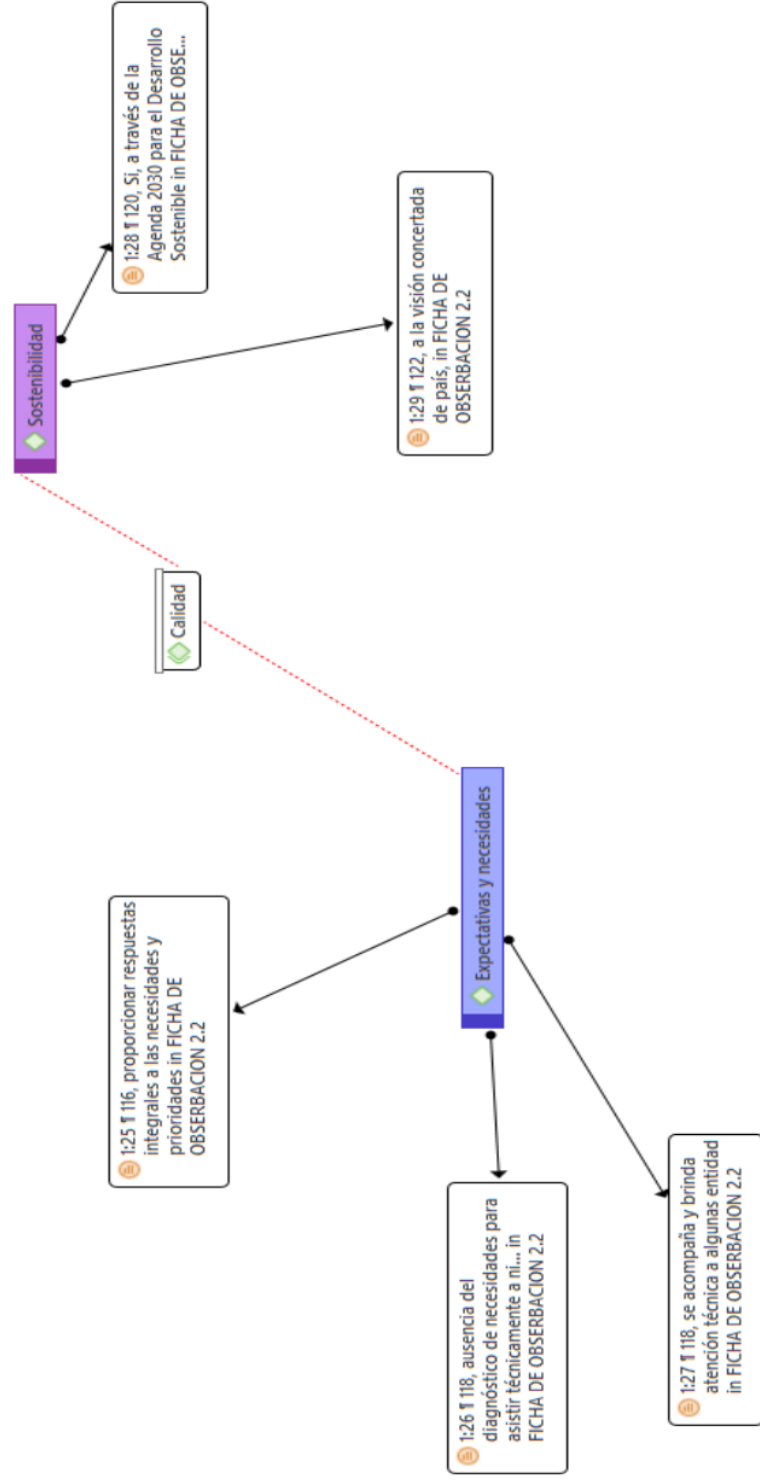 Sostenibilidad
1:25 ¶ 116, proporcionar respuestas
integrales a las necesidades y
prioridades in FICHA DE
OBSERBACION 2.2
Calidad
1:28 ¶ 120, Si, a través de la
Agenda 2030 para el Desarrollo
Sostenible in FICHA DE OBSE...
1:26 ¶ 118, ausencia del
diagnóstico de necesidades para
asistir técnicamente a ni... in
FICHA DE OBSERBACION 2.2
Expectativas y necesidades
1:29 ¶ 122, a la visión concertada
de país, in FICHA DE
OBSERBACION 2.2
1:27 ¶ 118, se acompaña y brinda
atención técnica a algunas entidad
in FICHA DE OBSERBACION 2.2